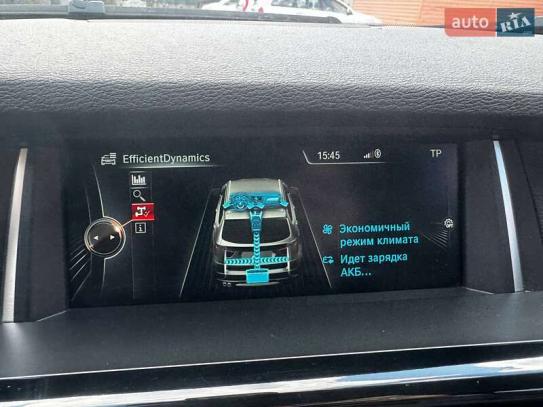 auto RIA
EfficientDynamics
15:45
TP
Экономичный
режим климата
Идет зарядка
АКБ...